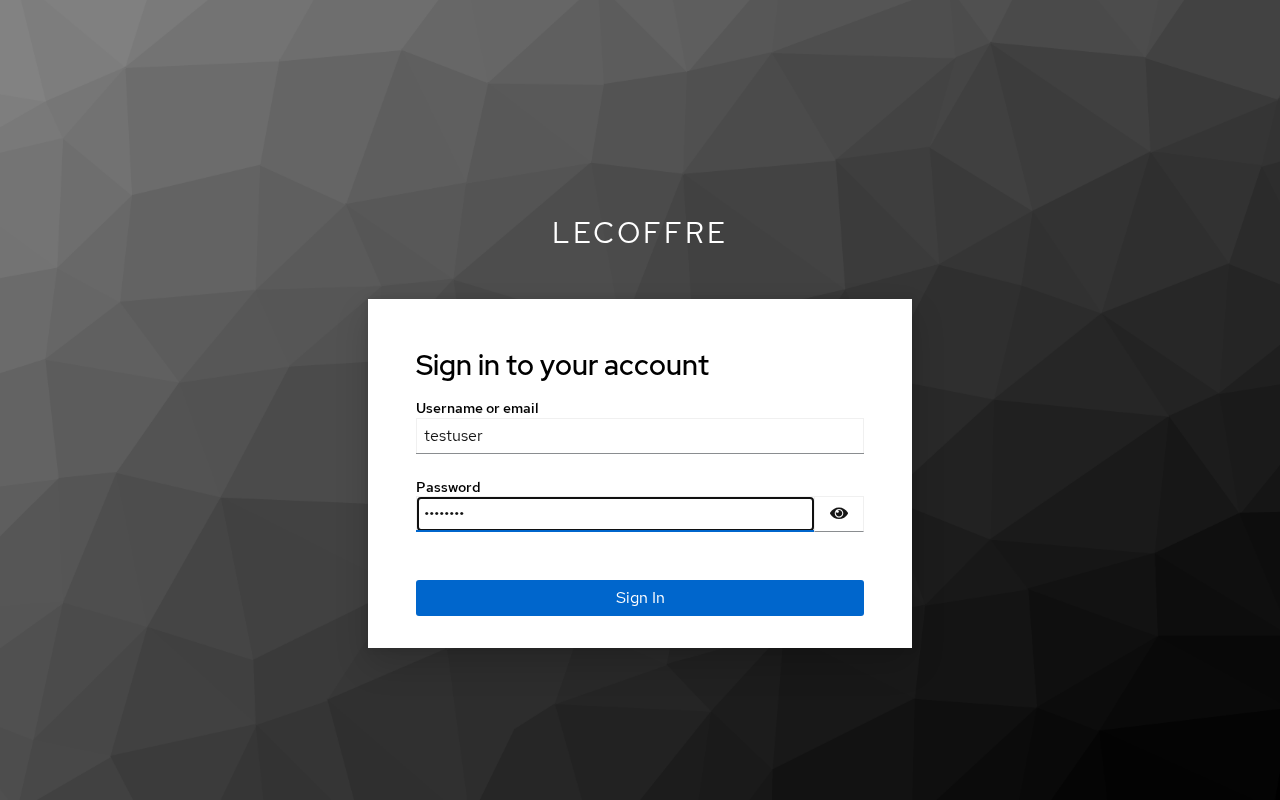 LECOFFRE
Sign in to your account
Username or email
testuser
Password
••••••••
Sign In